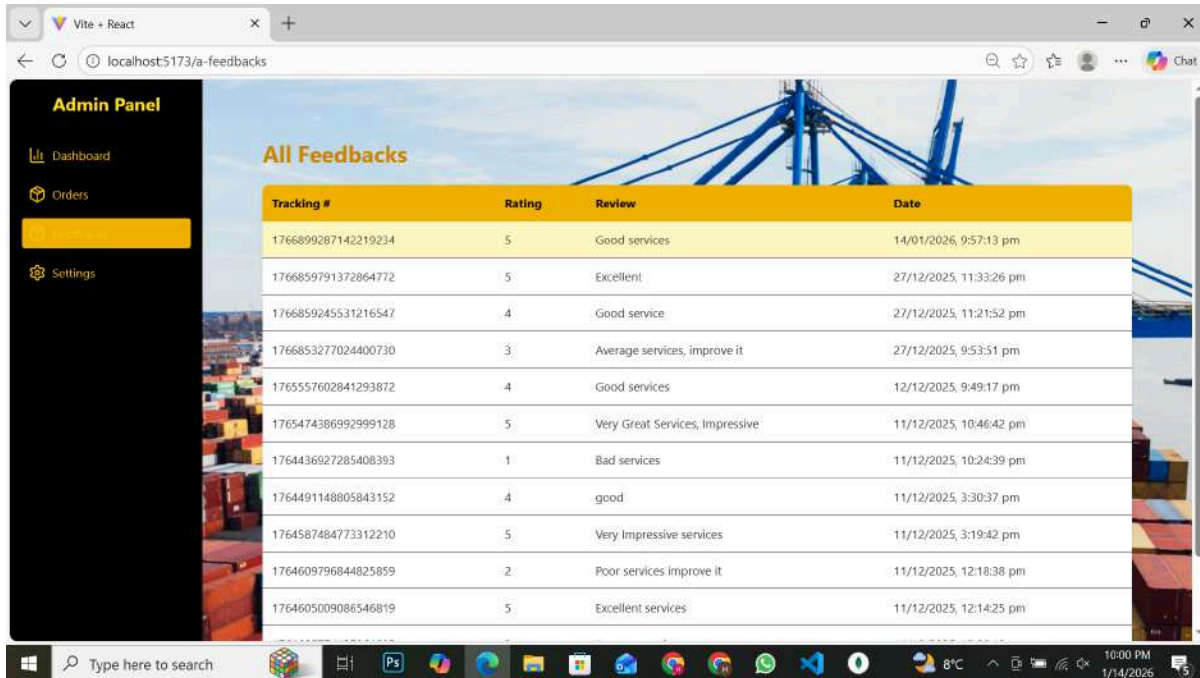 Vite + React
localhost:5173/a-feedbacks
Chat
Admin Panel
Dashboard
Orders
Feedbacks
Settings
All Feedbacks
Tracking # Rating Review Date
1766899287142219234 5 Good services 14/01/2026, 9:57:13 pm
1766859791372864772 5 Excellent 27/12/2025, 11:33:26 pm
1766859245531216547 4 Good service 27/12/2025, 11:21:52 pm
1766853277024400730 3 Average services, improve it 27/12/2025, 9:53:51 pm
1765557602841293872 4 Good services 12/12/2025, 9:49:17 pm
1765474386992999128 5 Very Great Services, Impressive 11/12/2025, 10:46:42 pm
1764436927285408393 1 Bad services 11/12/2025, 10:24:39 pm
1764491148805843152 4 good 11/12/2025, 3:30:37 pm
1764587484773312210 5 Very Impressive services 11/12/2025, 3:19:42 pm
1764609796844825859 2 Poor services improve it 11/12/2025, 12:18:38 pm
1764605009086546819 5 Excellent services 11/12/2025, 12:14:25 pm
Type here to search
Ps
8°C
10:00 PM
1/14/2026
5